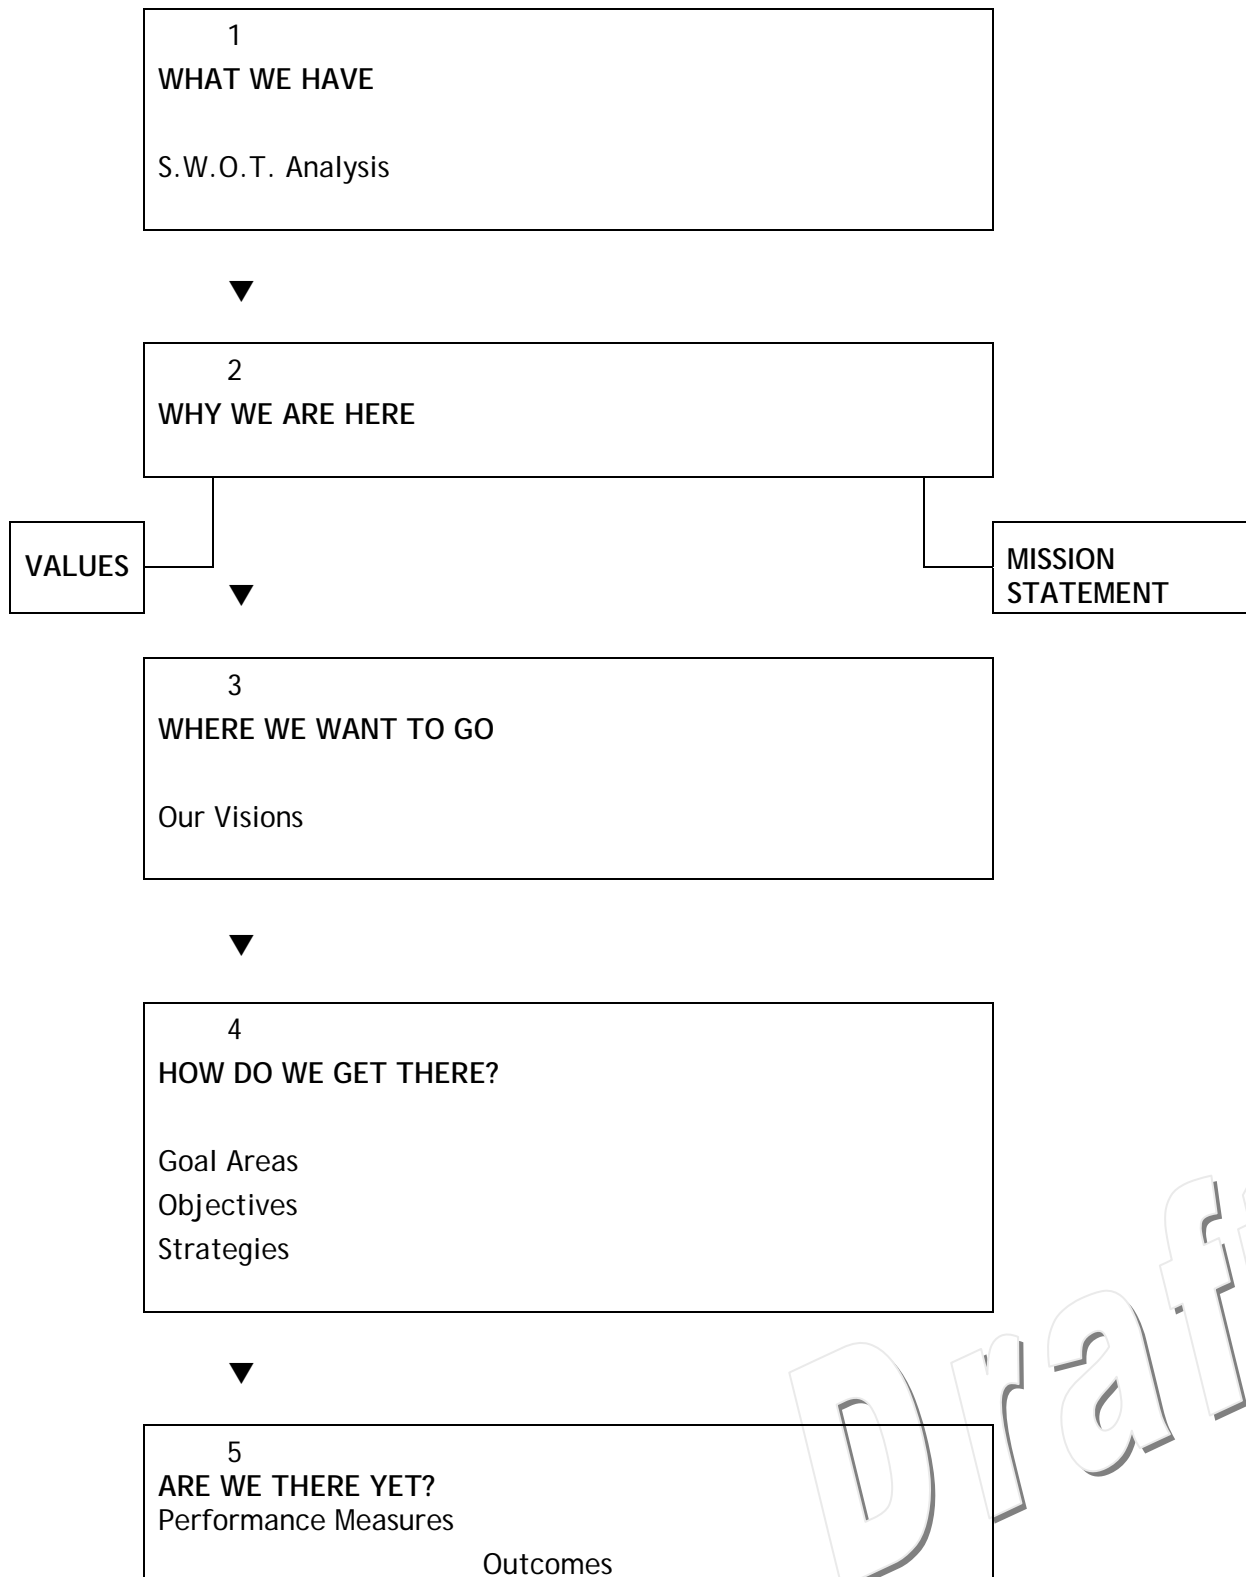 1
WHAT WE HAVE
S.W.O.T. Analysis
▼
2
WHY WE ARE HERE
VALUES
MISSION
STATEMENT
▼
3
WHERE WE WANT TO GO
Our Visions
▼
4
HOW DO WE GET THERE?
Goal Areas
Objectives
Strategies
▼
5
ARE WE THERE YET?
Performance Measures
Outcomes
Draf